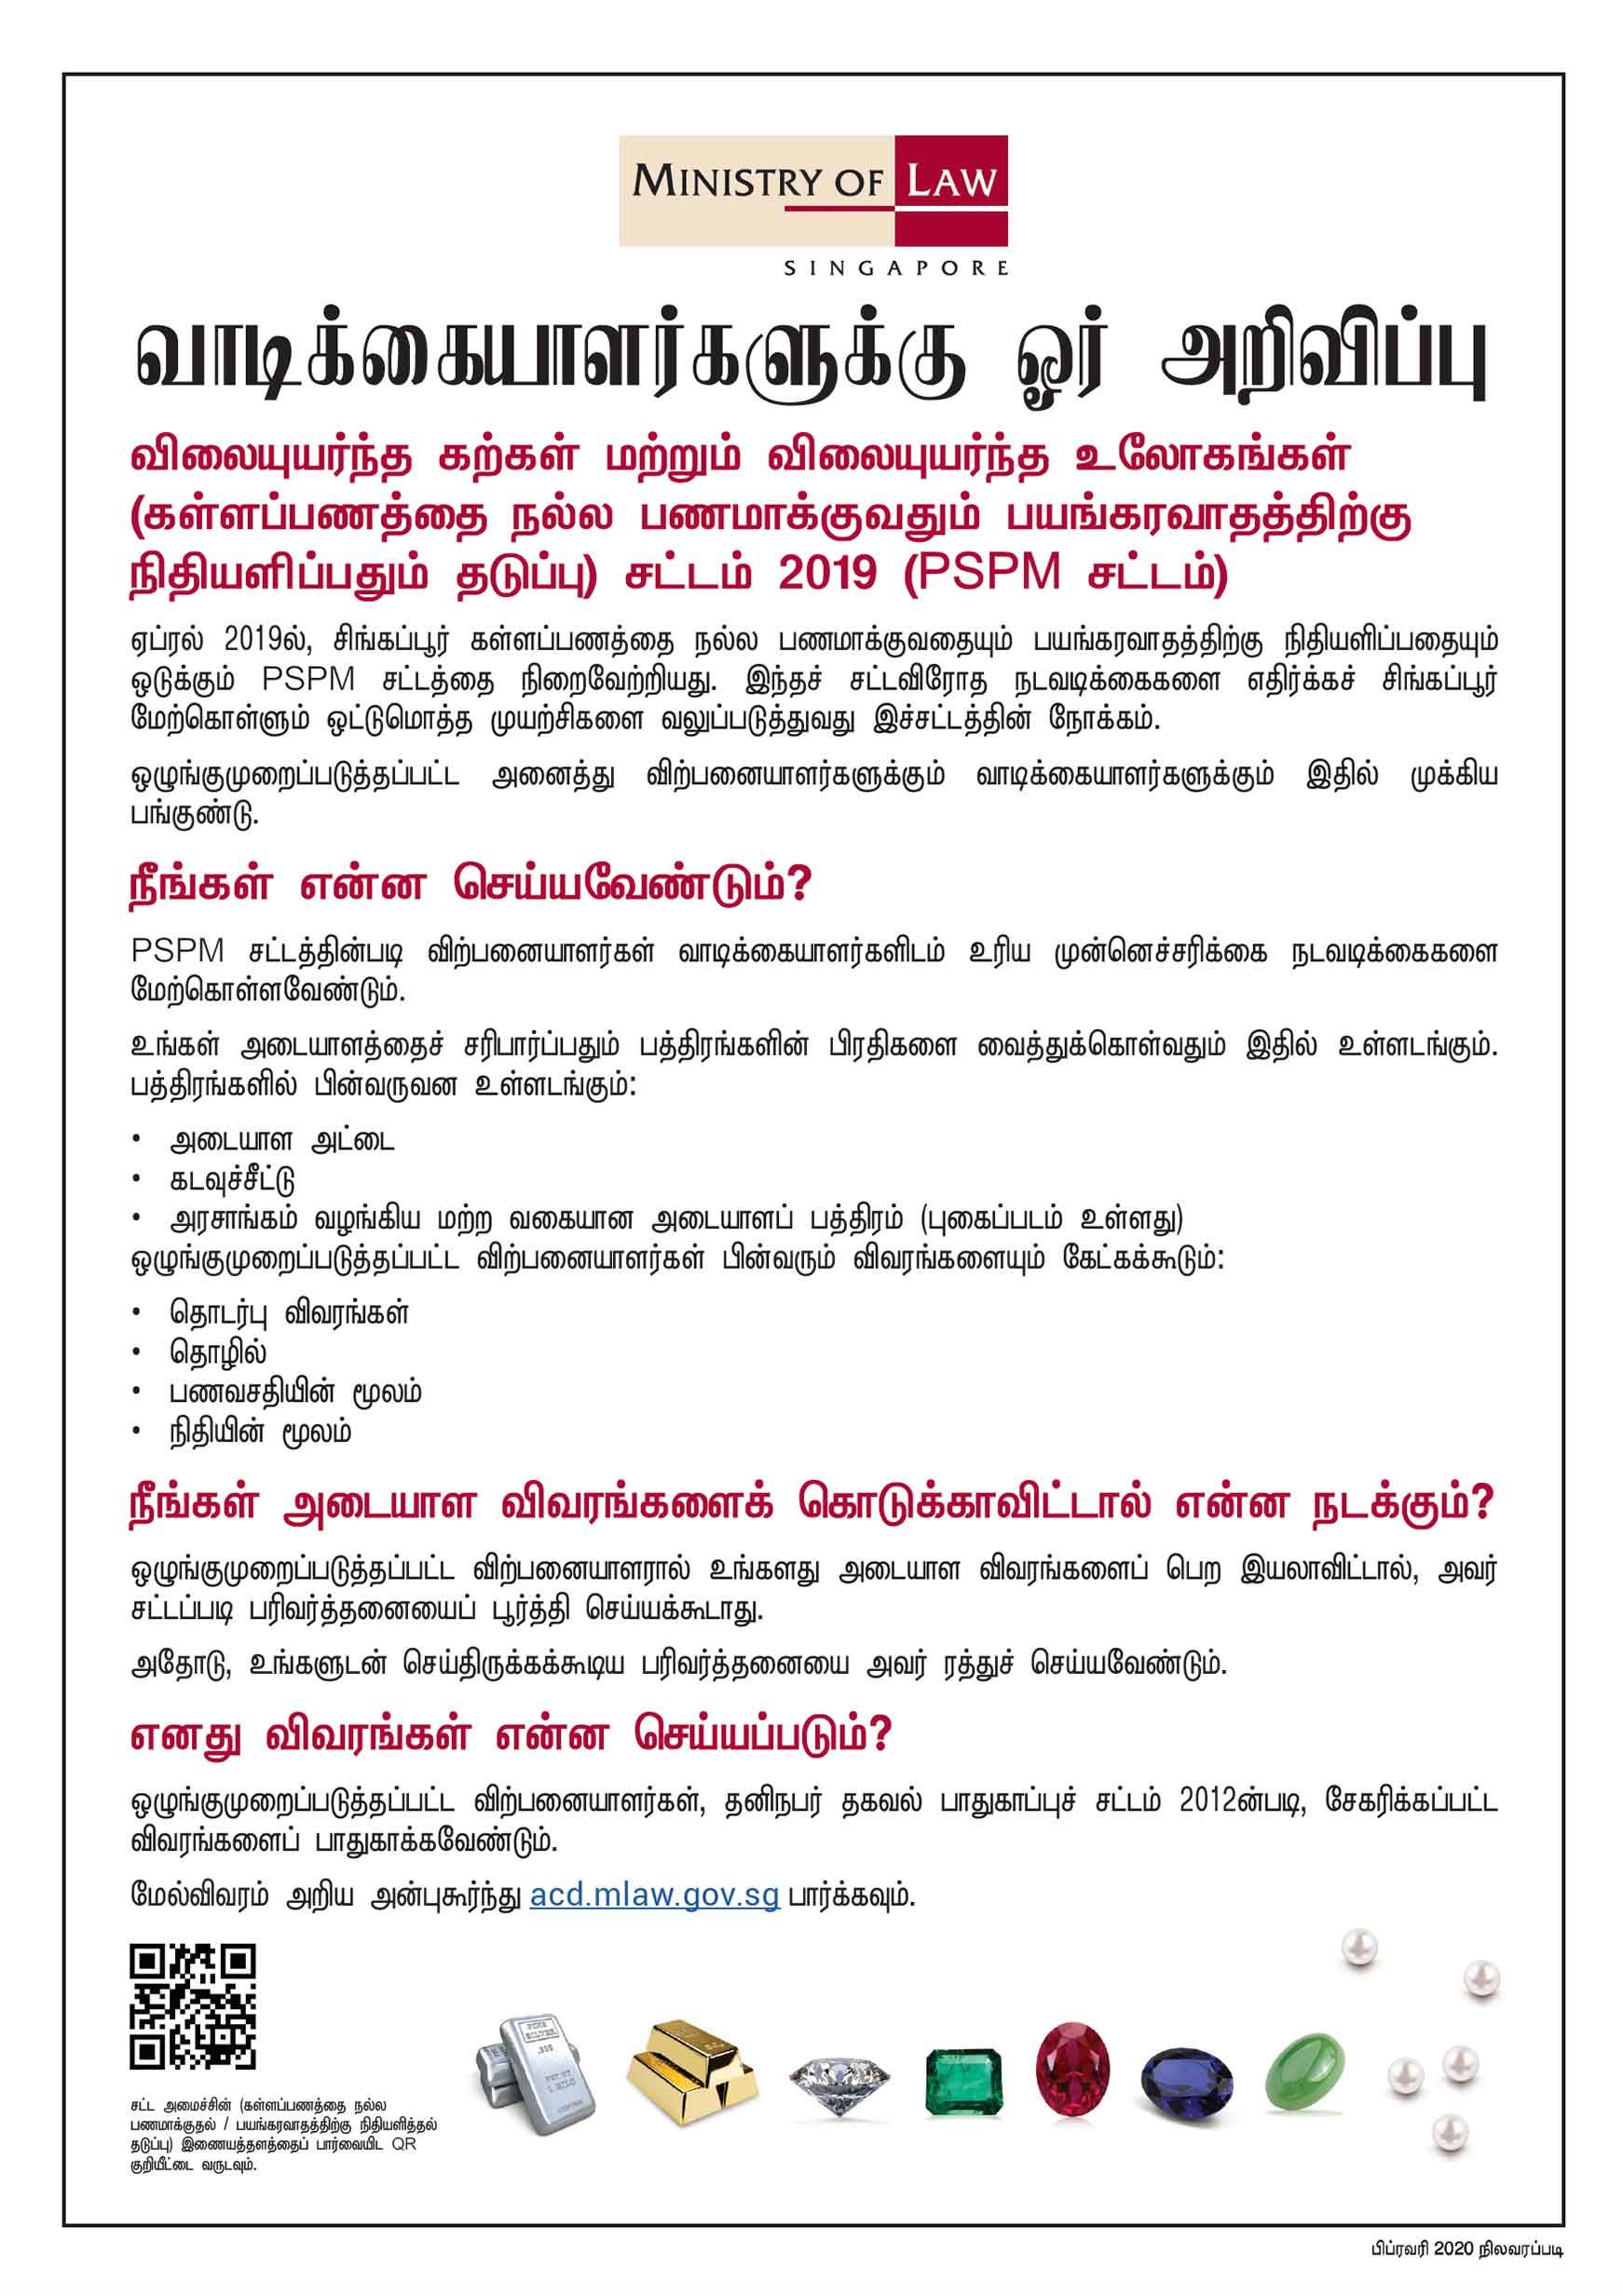 MINISTRY OF LAW
SINGAPORE
வாடிக்கையாளர்களுக்கு ஓர் அறிவிப்பு
விலையுயர்ந்த கற்கள் மற்றும் விலையுயர்ந்த உலோகங்கள்
(கள்ளப்பணத்தை நல்ல பணமாக்குவதும் பயங்கரவாதத்திற்கு
நிதியளிப்பதும் தடுப்பு) சட்டம் 2019 (PSPM சட்டம்)
ஏப்ரல் 2019ல், சிங்கப்பூர் கள்ளப்பணத்தை நல்ல பணமாக்குவதையும் பயங்கரவாதத்திற்கு நிதியளிப்பதையும்
ஒடுக்கும் PSPM சட்டத்தை நிறைவேற்றியது. இந்தச் சட்டவிரோத நடவடிக்கைகளை எதிர்க்கச் சிங்கப்பூர்
மேற்கொள்ளும் ஒட்டுமொத்த முயற்சிகளை வலுப்படுத்துவது இச்சட்டத்தின் நோக்கம்.
ஒழுங்குமுறைப்படுத்தப்பட்ட அனைத்து விற்பனையாளர்களுக்கும் வாடிக்கையாளர்களுக்கும் இதில் முக்கிய
பங்குண்டு.
நீங்கள் என்ன செய்யவேண்டும்?
PSPM சட்டத்தின்படி விற்பனையாளர்கள் வாடிக்கையாளர்களிடம் உரிய முன்னெச்சரிக்கை நடவடிக்கைகளை
மேற்கொள்ளவேண்டும்.
உங்கள் அடையாளத்தைச் சரிபார்ப்பதும் பத்திரங்களின் பிரதிகளை வைத்துக்கொள்வதும் இதில் உள்ளடங்கும்.
பத்திரங்களில் பின்வருவன உள்ளடங்கும்:
• அடையாள அட்டை
• கடவுச்சீட்டு
• அரசாங்கம் வழங்கிய மற்ற வகையான அடையாளப் பத்திரம் (புகைப்படம் உள்ளது)
ஒழுங்குமுறைப்படுத்தப்பட்ட விற்பனையாளர்கள் பின்வரும் விவரங்களையும் கேட்கக்கூடும்:
• தொடர்பு விவரங்கள்
• தொழில்
• பணவசதியின் மூலம்
• நிதியின் மூலம்
நீங்கள் அடையாள விவரங்களைக் கொடுக்காவிட்டால் என்ன நடக்கும்?
ஒழுங்குமுறைப்படுத்தப்பட்ட விற்பனையாளரால் உங்களது அடையாள விவரங்களைப் பெற இயலாவிட்டால், அவர்
சட்டப்படி பரிவர்த்தனையைப் பூர்த்தி செய்யக்கூடாது.
அதோடு, உங்களுடன் செய்திருக்கக்கூடிய பரிவர்த்தனையை அவர் ரத்துச் செய்யவேண்டும்.
எனது விவரங்கள் என்ன செய்யப்படும்?
ஒழுங்குமுறைப்படுத்தப்பட்ட விற்பனையாளர்கள், தனிநபர் தகவல் பாதுகாப்புச் சட்டம் 2012ன்படி, சேகரிக்கப்பட்ட
விவரங்களைப் பாதுகாக்கவேண்டும்.
மேல்விவரம் அறிய அன்புகூர்ந்து acd.mlaw.gov.sg பார்க்கவும்.
சட்ட அமைச்சின் (கள்ளப்பணத்தை நல்ல
பணமாக்குதல் / பயங்கரவாதத்திற்கு நிதியளித்தல்
தடுப்பு) இணையத்தளத்தைப் பார்வையிட QR
குறியீட்டை வருடவும்.
FINE
SILVER
பிப்ரவரி 2020 நிலவரப்படி